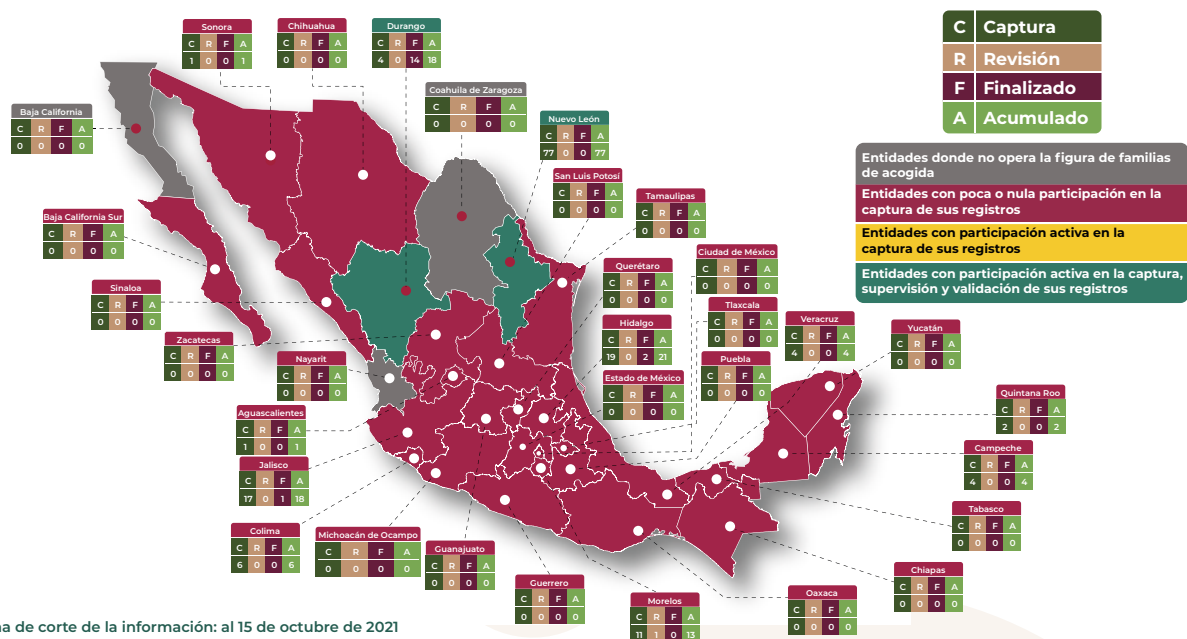 Sonora
C R F A
1 0 0 1
Chihuahua
C R F A
0 0 0 0
Durango
C R F A
4 0 14 18
Coahuila de Zaragoza
C R F A
0 0 0 0
Baja California
C R F A
0 0 0 0
Nuevo León
C R F A
77 0 0 77
San Luis Potosí
C R F A
0 0 0 0
Tamaulipas
C R F A
0 0 0 0
Baja California Sur
C R F A
0 0 0 0
Ciudad de México
C R F A
0 0 0 0
Querétaro
C R F A
0 0 0 0
Sinaloa
C R F A
0 0 0 0
Tlaxcala
C R F A
0 0 0 0
Hidalgo
C R F A
19 0 2 21
Veracruz
C R F A
4 0 0 4
Yucatán
C R F A
0 0 0 0
Zacatecas
C R F A
0 0 0 0
Nayarit
C R F A
0 0 0 0
Puebla
C R F A
0 0 0 0
Estado de México
C R F A
0 0 0 0
Quintana Roo
C R F A
2 0 0 2
Aguascalientes
C R F A
1 0 0 1
Campeche
C R F A
4 0 0 4
Jalisco
C R F A
17 0 1 18
Tabasco
C R F A
0 0 0 0
Colima
C R F A
6 0 0 6
Michoacán de Ocampo
C R F A
0 0 0 0
Guanajuato
C R F A
0 0 0 0
Chiapas
C R F A
0 0 0 0
Guerrero
C R F A
0 0 0 0
Morelos
C R F A
11 1 0 13
Oaxaca
C R F A
0 0 0 0
C Captura
R Revisión
F Finalizado
A Acumulado
Entidades donde no opera la figura de familias
de acogida
Entidades con poca o nula participación en la
captura de sus registros
Entidades con participación activa en la
captura de sus registros
Entidades con participación activa en la captura,
supervisión y validación de sus registros
de corte de la información: al 15 de octubre de 2021